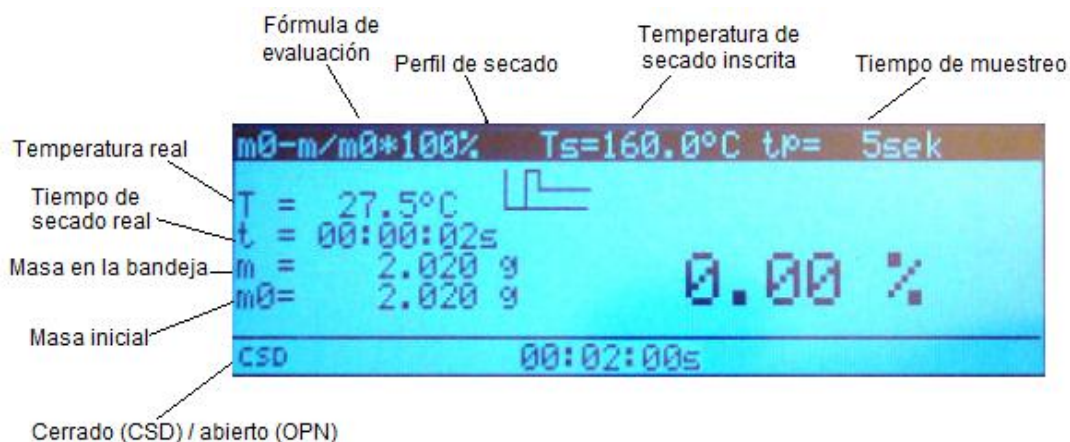 Fórmula de
evaluación
Perfil de secado
Temperatura de
secado inscrita
Tiempo de muestreo
m0-m/m0*100% Ts=160.0°C tp= 5sek
Temperatura real
T = 27.5°C
Tiempo de
secado real
t = 00:00:02s
Masa en la bandeja
m = 2.020 g
m0= 2.020 g
0.00 %
Masa inicial
CSD 00:02:00s
Cerrado (CSD) / abierto (OPN)